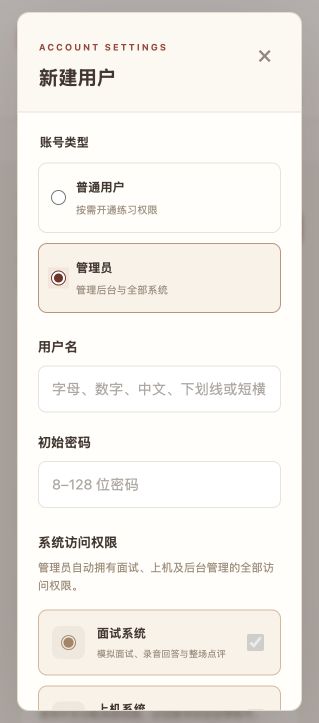 ACCOUNT SETTINGS
新建用户
账号类型
普通用户
按需开通练习权限
管理员
管理后台与全部系统
用户名
字母、数字、中文、下划线或短横
初始密码
8–128 位密码
系统访问权限
管理员自动拥有面试、上机及后台管理的全部访
问权限。
面试系统
模拟面试、录音回答与整场点评
上机系统